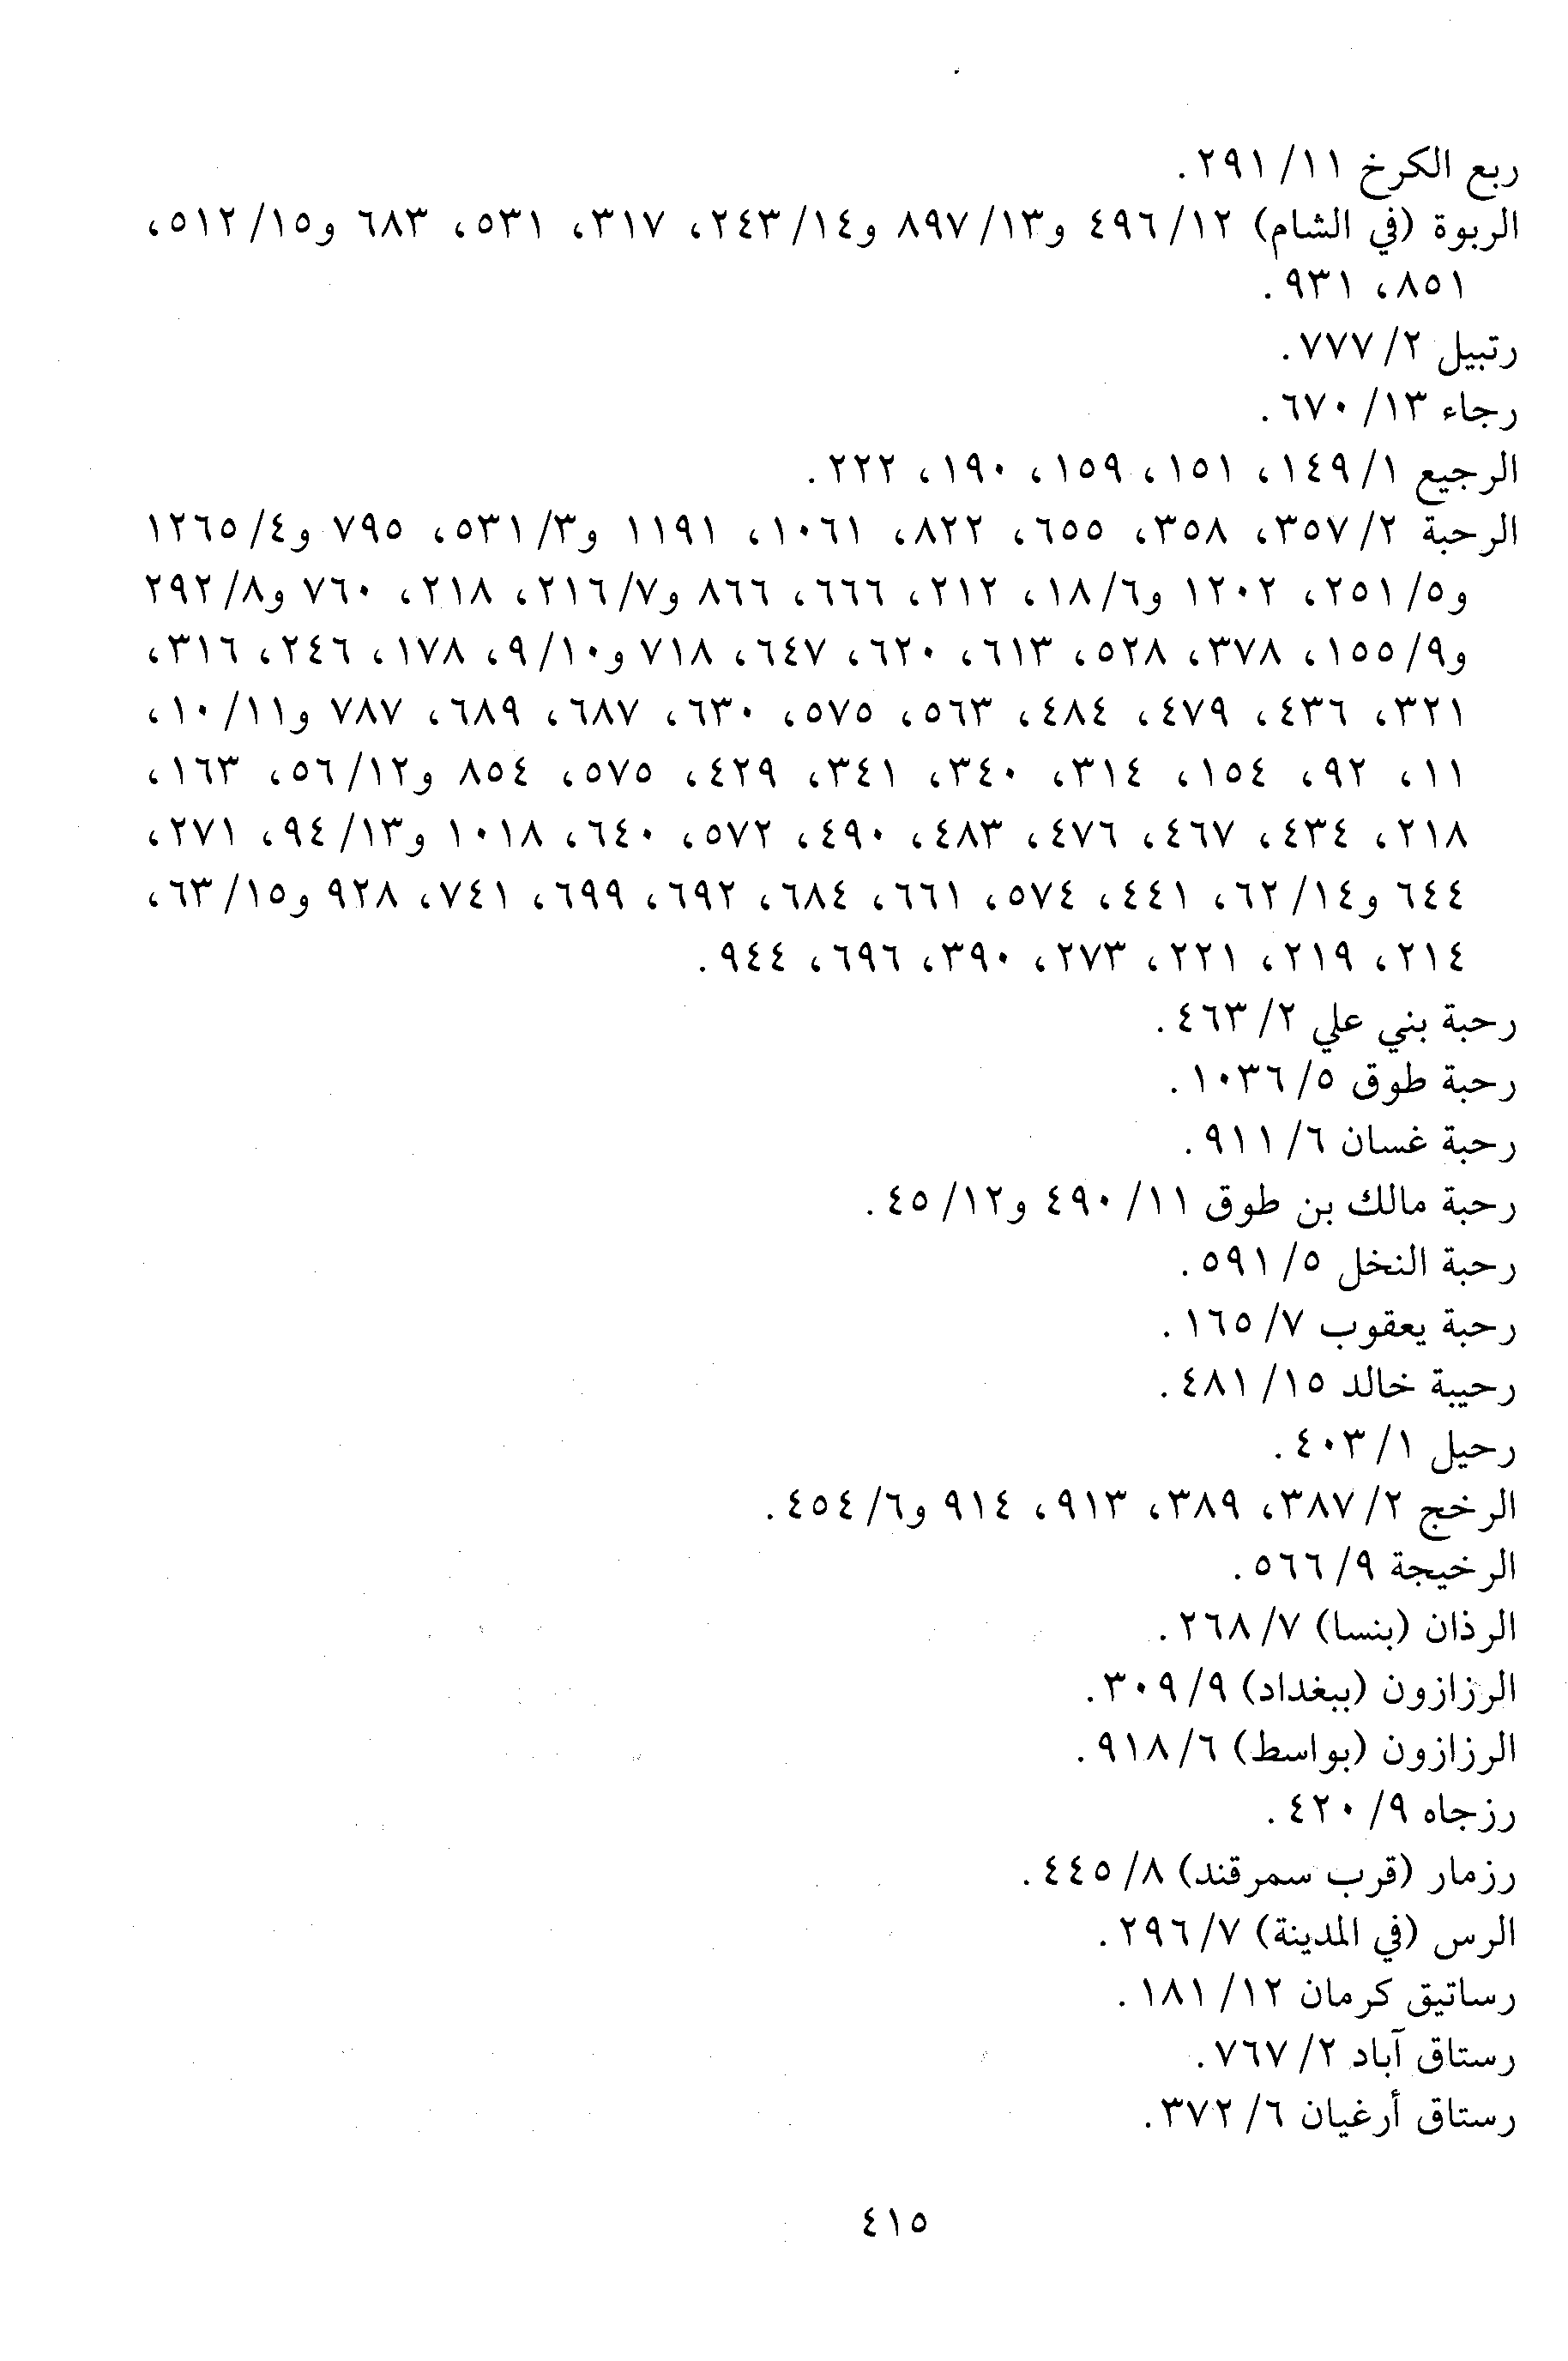 ربع الكرخ ١١/ ٢٩١.
الربوة (في الشام) ١٢/ ٤٩٦ و١٣/ ٨٩٧ و١٤/ ٢٤٣، ٣١٧، ٥٣١، ٦٨٣ و١٥/ ٥١٢،
٨٥١، ٩٣١.
رتبيل ٢/ ٧٧٧.
رجاء ١٣/ ٦٧٠.
الرجيع ١/ ١٤٩، ١٥١، ١٥٩، ١٩٠، ٢٢٢.
الرحبة ٢/ ٣٥٧، ٣٥٨، ٦٥٥، ٨٢٢، ١٠٦١، ١١٩١ و٣/ ٥٣١، ٧٩٥ و٤/ ١٢٦٥
و٥/ ٢٥١، ١٢٠٢ و٦/ ١٨، ٢١٢، ٦٦٦، ٨٦٦ و٧/ ٢١٦، ٢١٨، ٧٦٠ و٨/ ٢٩٢
و٩/ ١٥٥، ٣٧٨، ٥٢٨، ٦١٣، ٦٢٠، ٦٤٧، ٧١٨ و١٠/ ٩، ١٧٨، ٢٤٦، ٣١٦،
٣٢١، ٤٣٦، ٤٧٩، ٤٨٤، ٥٦٣، ٥٧٥، ٦٣٠، ٦٨٧، ٦٨٩، ٧٨٧ و١١/ ١٠،
١١، ٩٢، ١٥٤، ٣١٤، ٣٤٠، ٣٤١، ٤٢٩، ٥٧٥، ٨٥٤ و١٢/ ٥٦، ١٦٣،
٢١٨، ٤٣٤، ٤٦٧، ٤٧٦، ٤٨٣، ٤٩٠، ٥٧٢، ٦٤٠، ١٠١٨ و١٣/ ٩٤، ٢٧١،
٦٤٤ و١٤/ ٦٢، ٤٤١، ٥٧٤، ٦٦١، ٦٨٤، ٦٩٢، ٦٩٩، ٧٤١، ٩٢٨ و١٥/ ٦٣،
٢١٤، ٢١٩، ٢٢١، ٢٧٣، ٣٩٠، ٦٩٦، ٩٤٤.
رحبة بني علي ٢/ ٤٦٣.
رحبة طوق ٥/ ١٠٣٦.
رحبة غسان ٦/ ٩١١.
رحبة مالك بن طوق ١١/ ٤٩٠ و١٢/ ٤٥.
رحبة النخل ٥/ ٥٩١.
رحبة يعقوب ٧/ ١٦٥.
رحيبة خالد ١٥/ ٤٨١.
رحيل ١/ ٤٠٣.
الرخج ٢/ ٣٨٧، ٣٨٩، ٩١٣، ٩١٤ و٦/ ٤٥٤.
الرخيجة ٩/ ٥٦٦.
الرذان (بنسا) ٧/ ٢٦٨.
الرزازون (ببغداد) ٩/ ٣٠٩.
الرزازون (بواسط) ٦/ ٩١٨.
رزجاه ٩/ ٤٢٠.
رزمار (قرب سمرقند) ٨/ ٤٤٥.
الرس (في المدينة) ٧/ ٢٩٦.
رساتيق كرمان ١٢/ ١٨١.
رستاق آباد ٢/ ٧٦٧.
رستاق أرغيان ٦/ ٣٧٢.
٤١٥